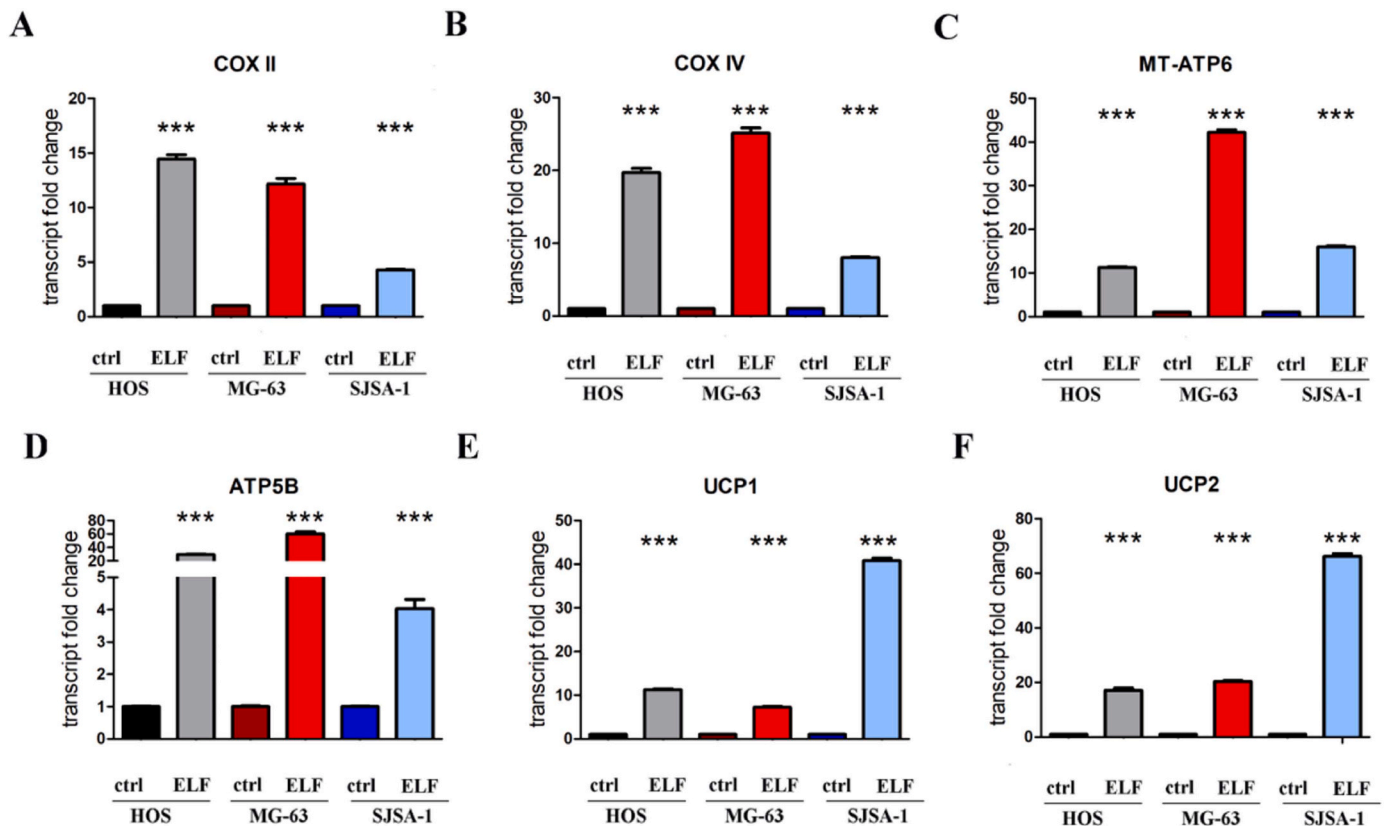 A
COX II
transcript fold change
20
15
10
5
0
*** *** ***
ctrl ELF ctrl ELF ctrl ELF
HOS MG-63 SJSA-1
B
COX IV
transcript fold change
30
20
10
0
*** *** ***
ctrl ELF ctrl ELF ctrl ELF
HOS MG-63 SJSA-1
C
MT-ATP6
transcript fold change
50
40
30
20
10
0
*** *** ***
ctrl ELF ctrl ELF ctrl ELF
HOS MG-63 SJSA-1
D
ATP5B
transcript fold change
80
60
40
20
5
4
3
2
1
0
*** *** ***
ctrl ELF ctrl ELF ctrl ELF
HOS MG-63 SJSA-1
E
UCP1
transcript fold change
50
40
30
20
10
0
*** *** ***
ctrl ELF ctrl ELF ctrl ELF
HOS MG-63 SJSA-1
F
UCP2
transcript fold change
80
60
40
20
0
*** *** ***
ctrl ELF ctrl ELF ctrl ELF
HOS MG-63 SJSA-1